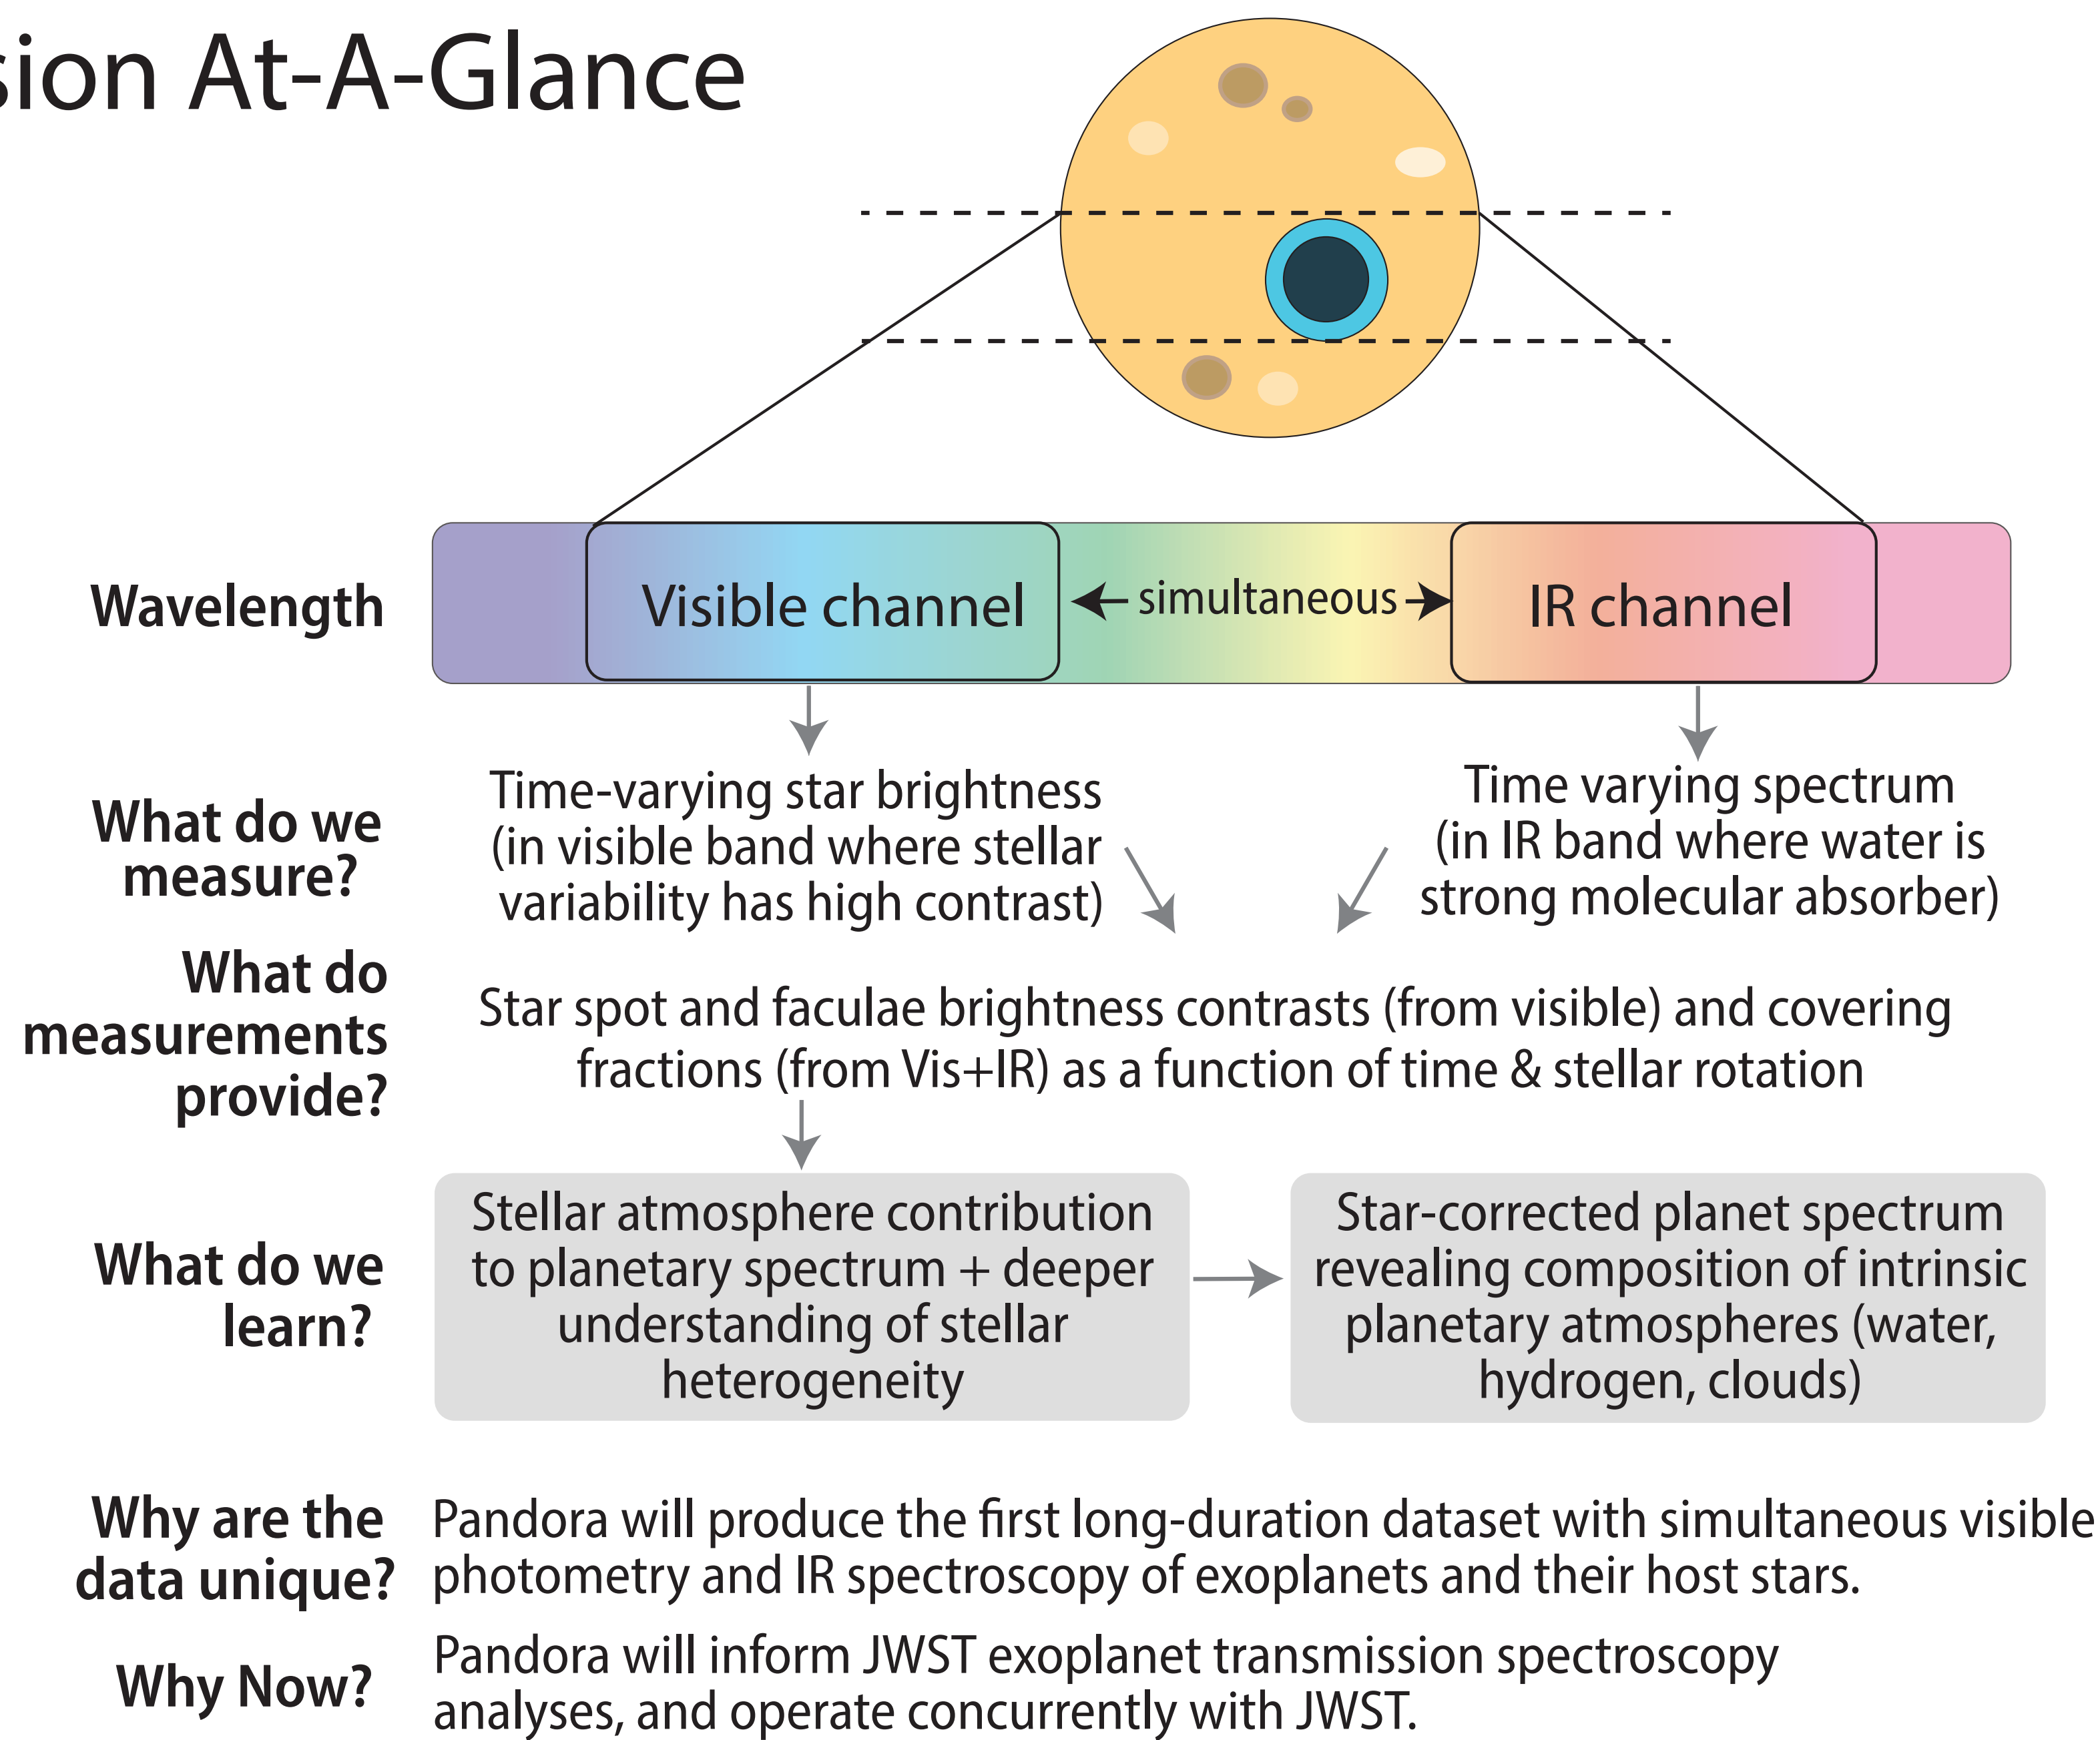 sion At-A-Glance
Wavelength
Visible channel
simultaneous
IR channel
What do we
measure?
Time-varying star brightness
(in visible band where stellar
variability has high contrast)
Time varying spectrum
(in IR band where water is
strong molecular absorber)
What do
measurements
provide?
Star spot and faculae brightness contrasts (from visible) and covering
fractions (from Vis+IR) as a function of time & stellar rotation
What do we
learn?
Stellar atmosphere contribution
to planetary spectrum + deeper
understanding of stellar
heterogeneity
Star-corrected planet spectrum
revealing composition of intrinsic
planetary atmospheres (water,
hydrogen, clouds)
Why are the
data unique?
Pandora will produce the first long-duration dataset with simultaneous visible
photometry and IR spectroscopy of exoplanets and their host stars.
Why Now?
Pandora will inform JWST exoplanet transmission spectroscopy
analyses, and operate concurrently with JWST.